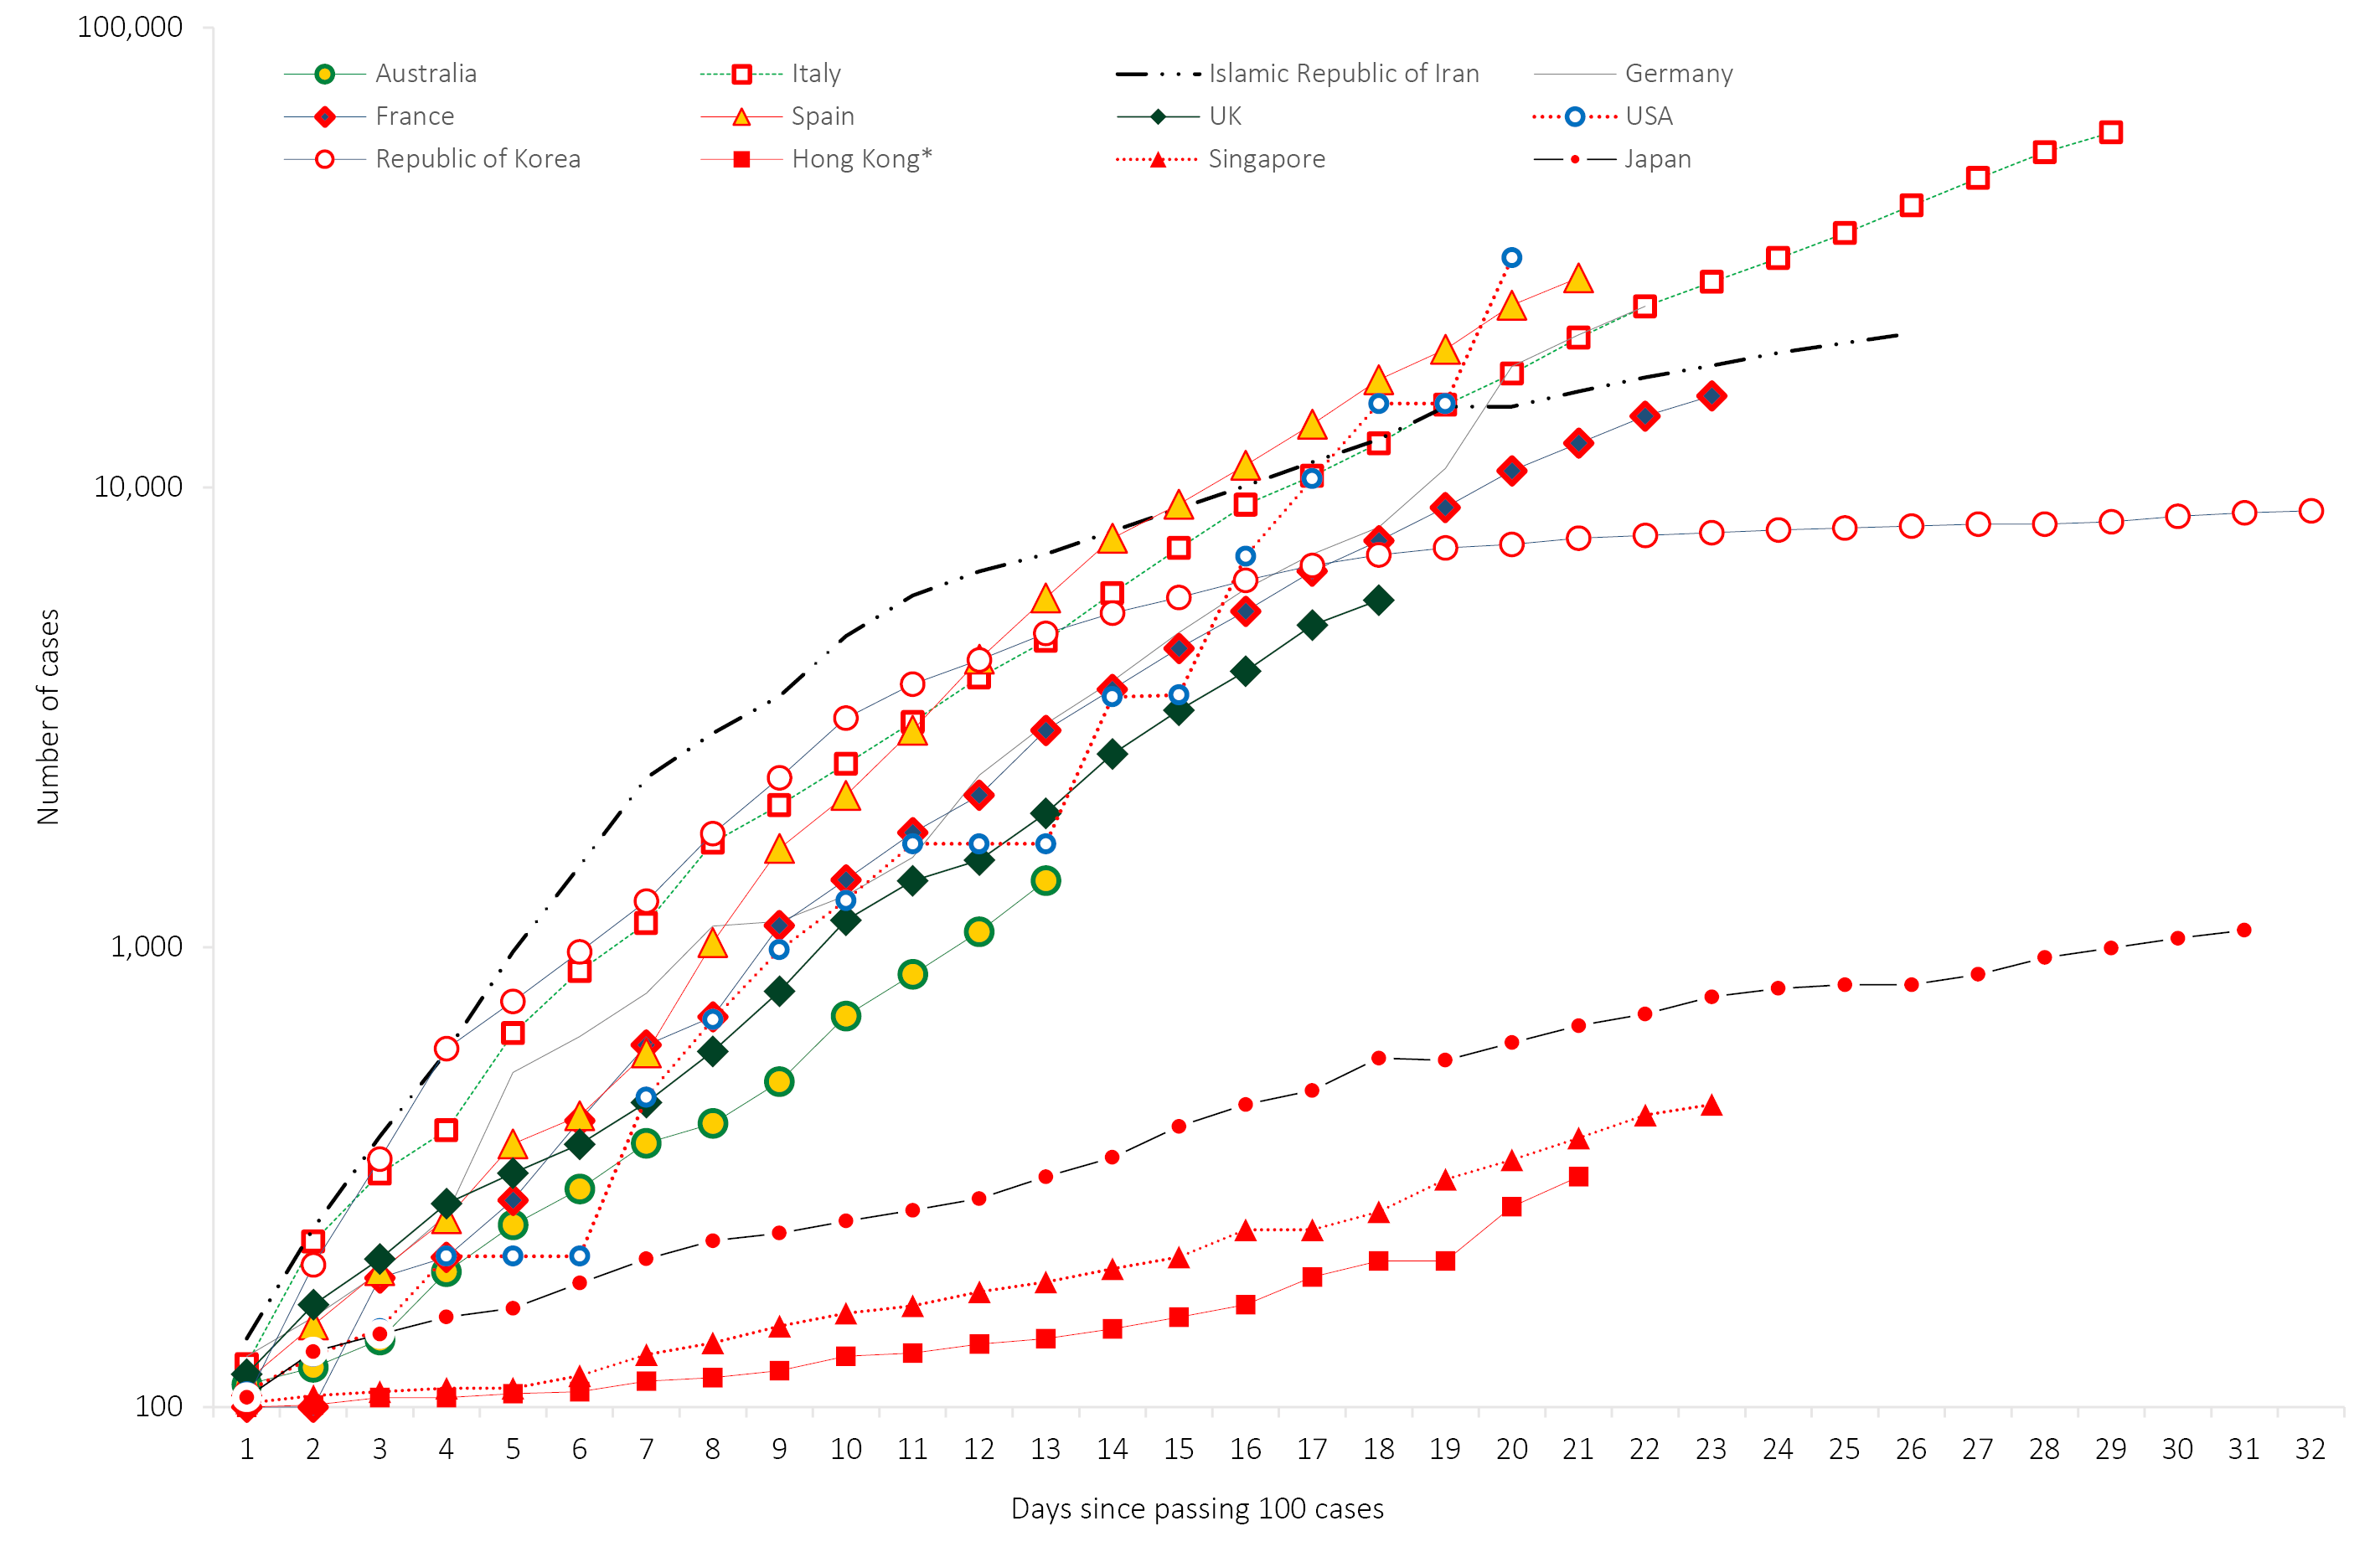 100,000
Australia Italy Islamic Republic of Iran Germany
France Spain UK USA
Republic of Korea Hong Kong* Singapore Japan
10,000
Number of cases
1,000
100
1 2 3 4 5 6 7 8 9 10 11 12 13 14 15 16 17 18 19 20 21 22 23 24 25 26 27 28 29 30 31 32
Days since passing 100 cases